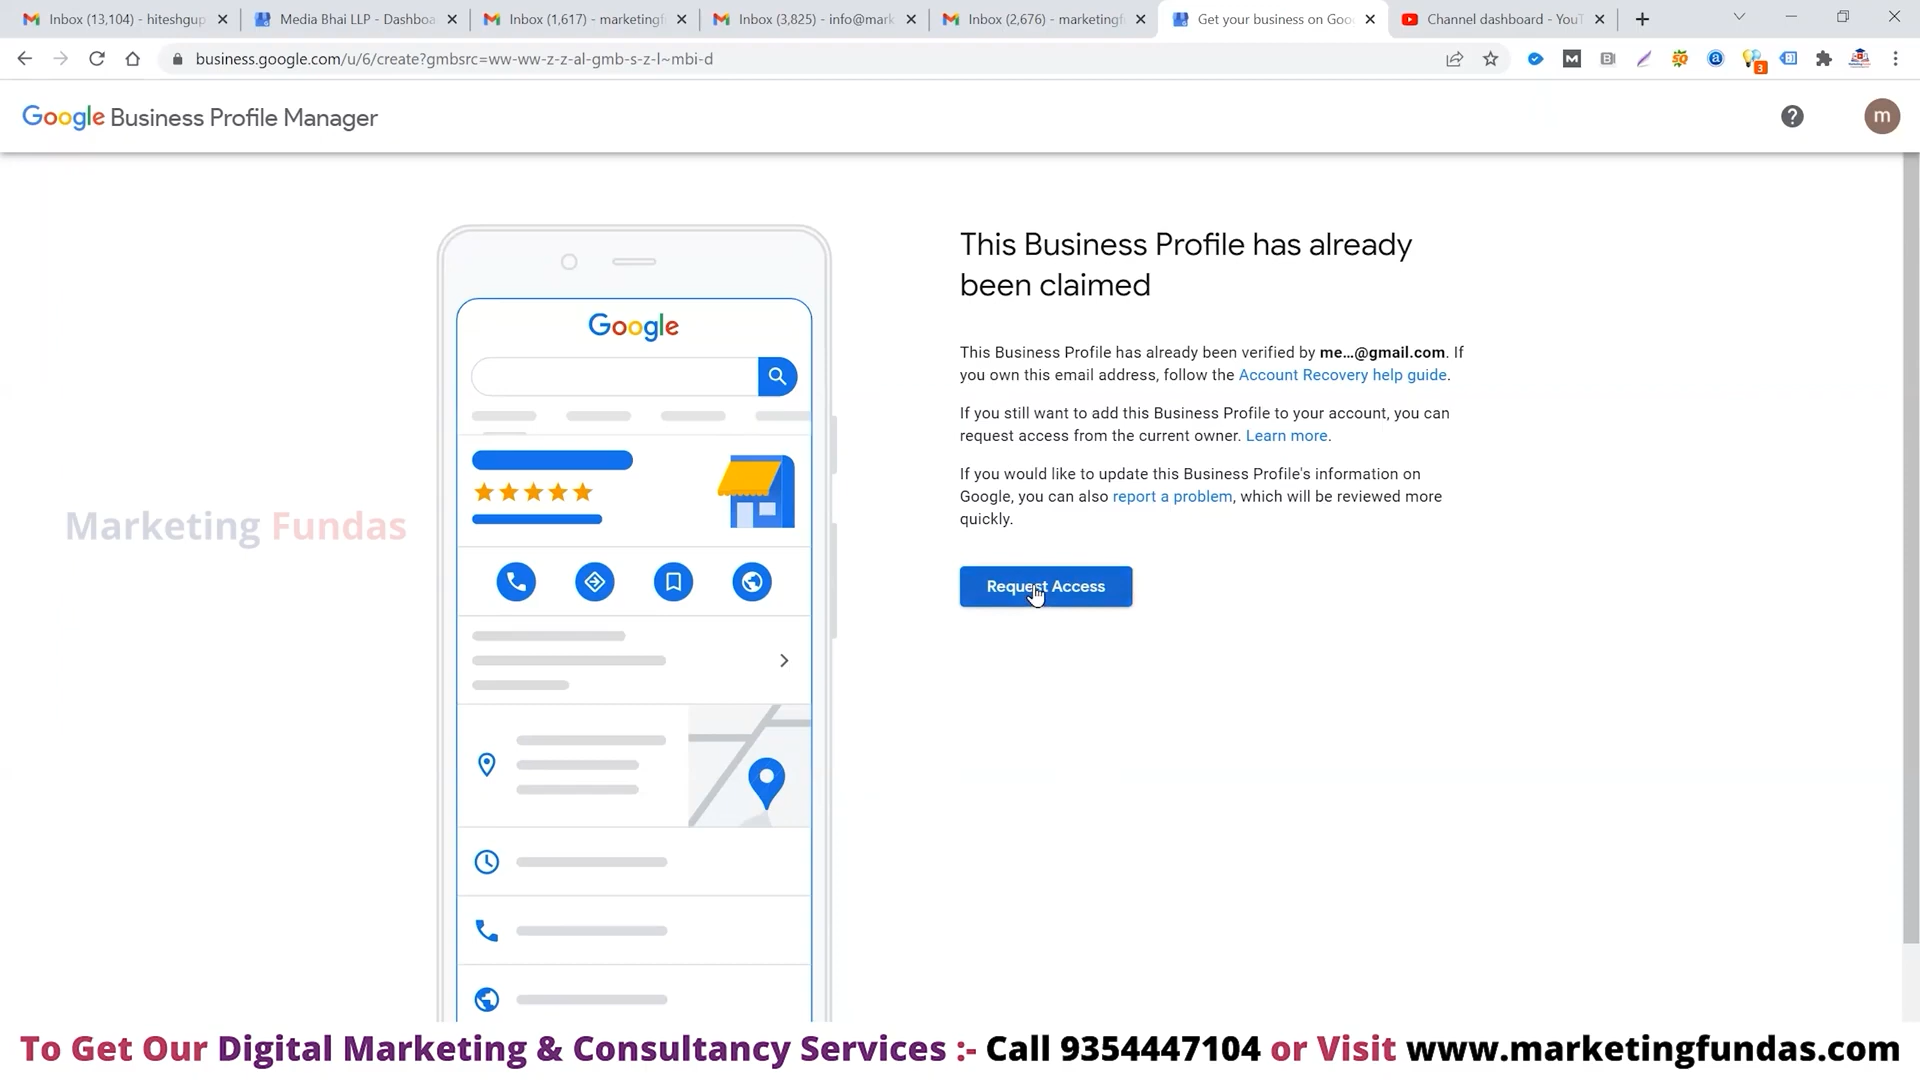 Inbox (13,104) - hiteshgup
Media Bhai LLP - Dashboa
Inbox (1,617) - marketingf
Inbox (3,825) - info@mark
Inbox (2,676) - marketingf
Get your business on Goo
Channel dashboard - YouT
business.google.com/u/6/create?gmbsrc=ww-ww-z-z-al-gmb-s-z-l~mbi-d
3
Google Business Profile Manager
m
This Business Profile has already
been claimed
Google
This Business Profile has already been verified by me...@gmail.com. If
you own this email address, follow the Account Recovery help guide.
If you still want to add this Business Profile to your account, you can
request access from the current owner. Learn more.
If you would like to update this Business Profile's information on
Google, you can also report a problem, which will be reviewed more
quickly.
Marketing Fundas
Request Access
To Get Our Digital Marketing & Consultancy Services :- Call 9354447104 or Visit www.marketingfundas.com